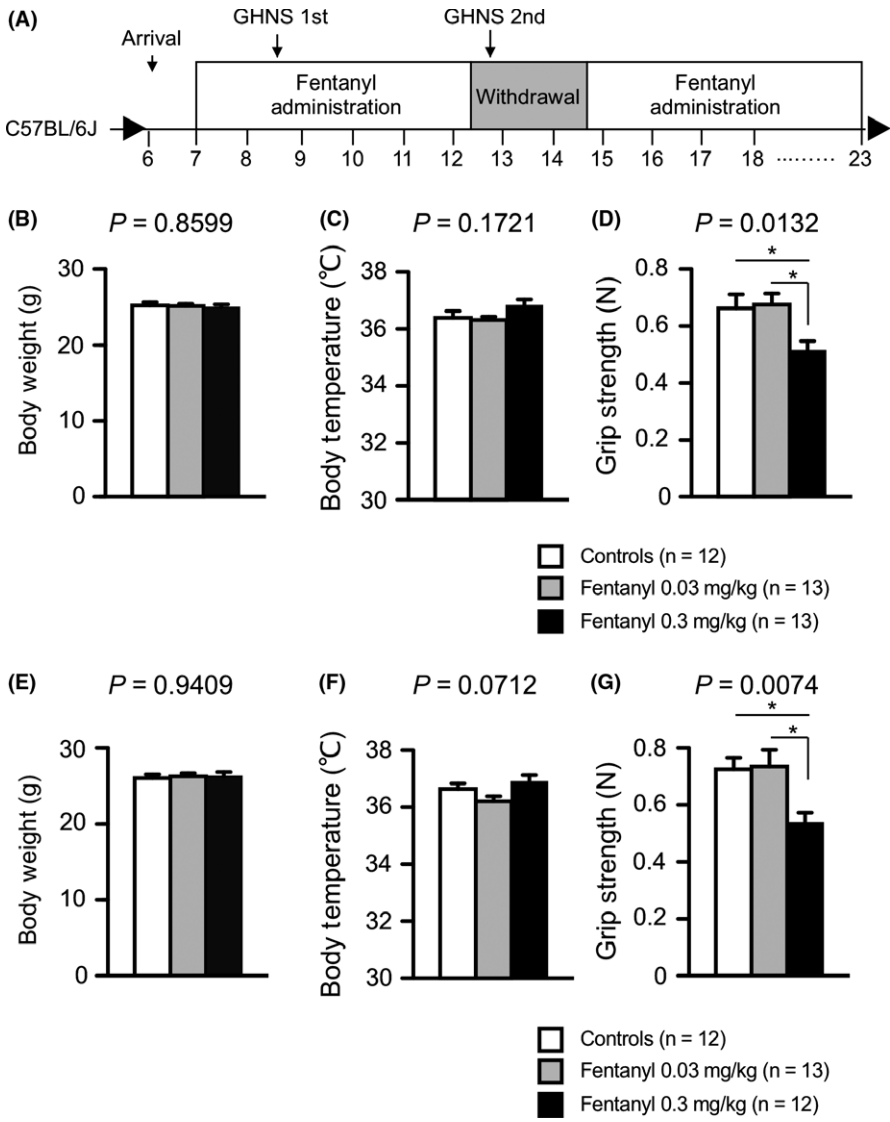 (A)
GHNS 1st
GHNS 2nd
Arrival
Fentanyl
administration
Withdrawal
Fentanyl
administration
C57BL/6J
6 7 8 9 10 11 12 13 14 15 16 17 18 ......... 23
(B)
P = 0.8599
Body weight (g)
30
20
10
0
(C)
P = 0.1721
Body temperature (℃)
38
36
34
32
30
(D)
P = 0.0132
*
*
Grip strength (N)
0.8
0.6
0.4
0.2
0
Controls (n = 12)
Fentanyl 0.03 mg/kg (n = 13)
Fentanyl 0.3 mg/kg (n = 13)
(E)
P = 0.9409
Body weight (g)
30
20
10
0
(F)
P = 0.0712
Body temperature (℃)
38
36
34
32
30
(G)
P = 0.0074
*
*
Grip strength (N)
0.8
0.6
0.4
0.2
0
Controls (n = 12)
Fentanyl 0.03 mg/kg (n = 13)
Fentanyl 0.3 mg/kg (n = 12)